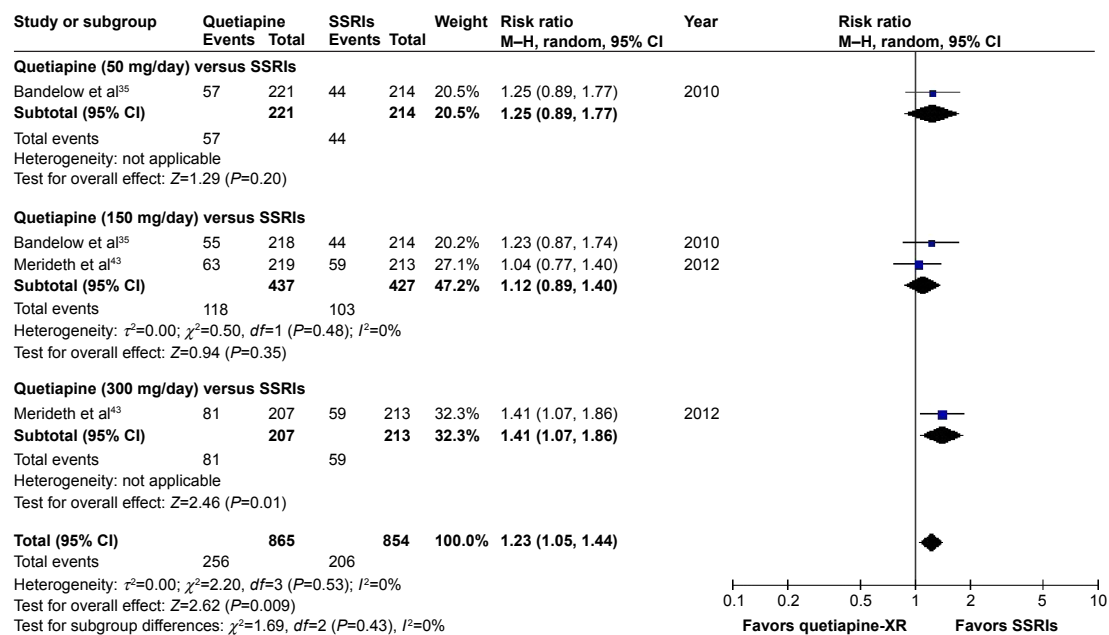 Study or subgroup Quetiapine SSRIs Weight Risk ratio Year Risk ratio
Events Total Events Total M–H, random, 95% CI M–H, random, 95% CI
Quetiapine (50 mg/day) versus SSRIs
Bandelow et al³⁵ 57 221 44 214 20.5% 1.25 (0.89, 1.77) 2010
Subtotal (95% CI) 221 214 20.5% 1.25 (0.89, 1.77)
Total events 57 44
Heterogeneity: not applicable
Test for overall effect: Z=1.29 (P=0.20)
Quetiapine (150 mg/day) versus SSRIs
Bandelow et al³⁵ 55 218 44 214 20.2% 1.23 (0.87, 1.74) 2010
Merideth et al⁴³ 63 219 59 213 27.1% 1.04 (0.77, 1.40) 2012
Subtotal (95% CI) 437 427 47.2% 1.12 (0.89, 1.40)
Total events 118 103
Heterogeneity: τ²=0.00; χ²=0.50, df=1 (P=0.48); I²=0%
Test for overall effect: Z=0.94 (P=0.35)
Quetiapine (300 mg/day) versus SSRIs
Merideth et al⁴³ 81 207 59 213 32.3% 1.41 (1.07, 1.86) 2012
Subtotal (95% CI) 207 213 32.3% 1.41 (1.07, 1.86)
Total events 81 59
Heterogeneity: not applicable
Test for overall effect: Z=2.46 (P=0.01)
Total (95% CI) 865 854 100.0% 1.23 (1.05, 1.44)
Total events 256 206
Heterogeneity: τ²=0.00; χ²=2.20, df=3 (P=0.53); I²=0%
Test for overall effect: Z=2.62 (P=0.009)
Test for subgroup differences: χ²=1.69, df=2 (P=0.43), I²=0%
0.1 0.2 0.5 1 2 5 10
Favors quetiapine-XR Favors SSRIs